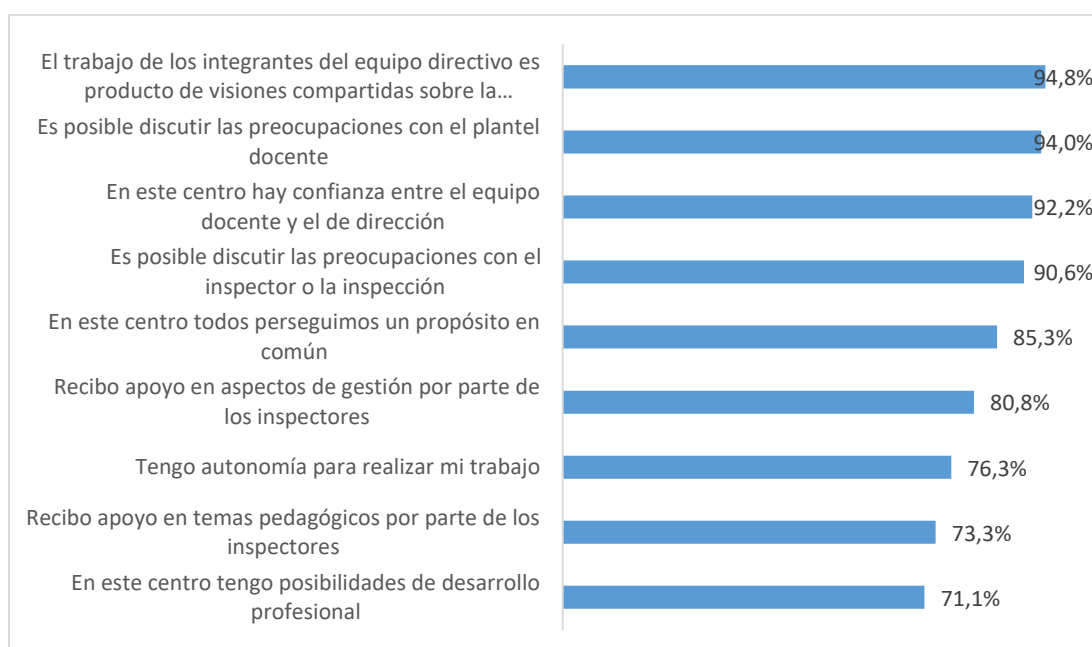 El trabajo de los integrantes del equipo directivo es
producto de visiones compartidas sobre la…
94,8%
Es posible discutir las preocupaciones con el plantel
docente
94,0%
En este centro hay confianza entre el equipo
docente y el de dirección
92,2%
Es posible discutir las preocupaciones con el
inspector o la inspección
90,6%
En este centro todos perseguimos un propósito en
común
85,3%
Recibo apoyo en aspectos de gestión por parte de
los inspectores
80,8%
Tengo autonomía para realizar mi trabajo
76,3%
Recibo apoyo en temas pedagógicos por parte de los
inspectores
73,3%
En este centro tengo posibilidades de desarrollo
profesional
71,1%